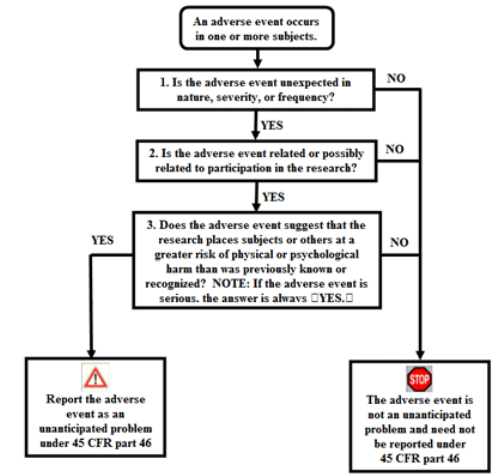 An adverse event occurs
in one or more subjects.
1. Is the adverse event unexpected in
nature, severity, or frequency?
NO
YES
2. Is the adverse event related or possibly
related to participation in the research?
NO
YES
3. Does the adverse event suggest that the
research places subjects or others at a
greater risk of physical or psychological
harm than was previously known or
recognized? NOTE: If the adverse event is
serious, the answer is always □YES.□
YES
NO
Report the adverse
event as an
unanticipated problem
under 45 CFR part 46
STOP
The adverse event is
not an unanticipated
problem and need not
be reported under
45 CFR part 46